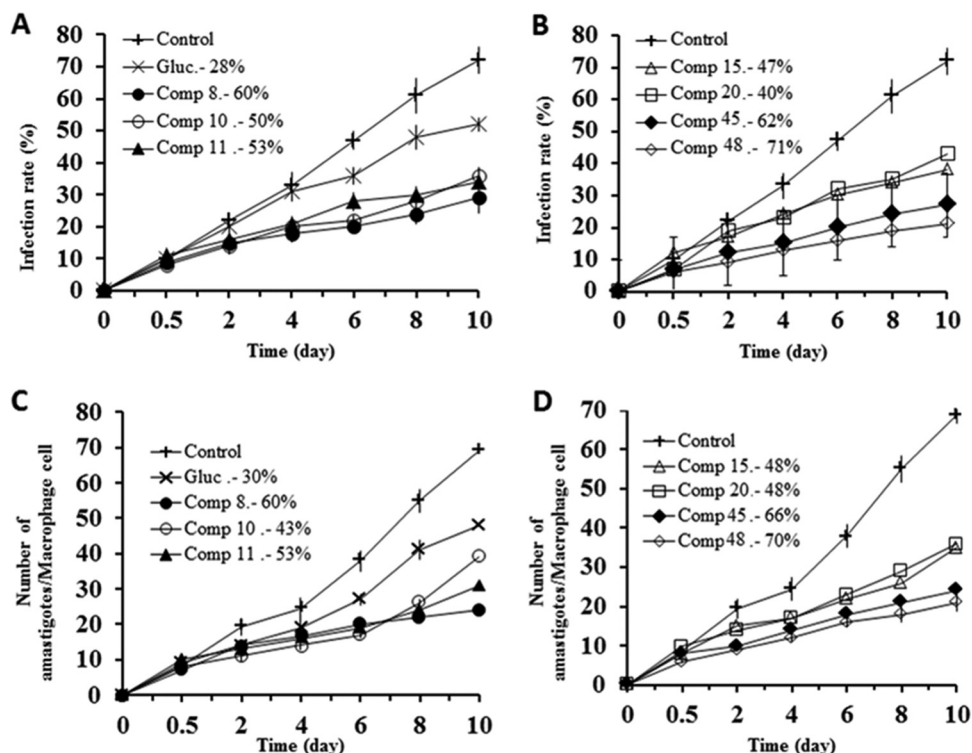 A
Control
Gluc.- 28%
Comp 8.- 60%
Comp 10 .- 50%
Comp 11 .- 53%
80
70
60
50
40
30
20
10
0
Infection rate (%)
0 0.5 2 4 6 8 10
Time (day)
B
Control
Comp 15.- 47%
Comp 20.- 40%
Comp 45.- 62%
Comp 48 .- 71%
80
70
60
50
40
30
20
10
0
Infection rate (%)
0 0.5 2 4 6 8 10
Time (day)
C
Control
Gluc .- 30%
Comp 8.- 60%
Comp 10 .- 43%
Comp 11 .- 53%
80
70
60
50
40
30
20
10
0
Number of
amastigotes/Macrophage cell
0 0.5 2 4 6 8 10
Time (day)
D
Control
Comp 15.- 48%
Comp 20.- 48%
Comp 45.- 66%
Comp 48 .- 70%
70
60
50
40
30
20
10
0
Number of
amastigotes/Macrophage cell
0 0.5 2 4 6 8 10
Time (day)